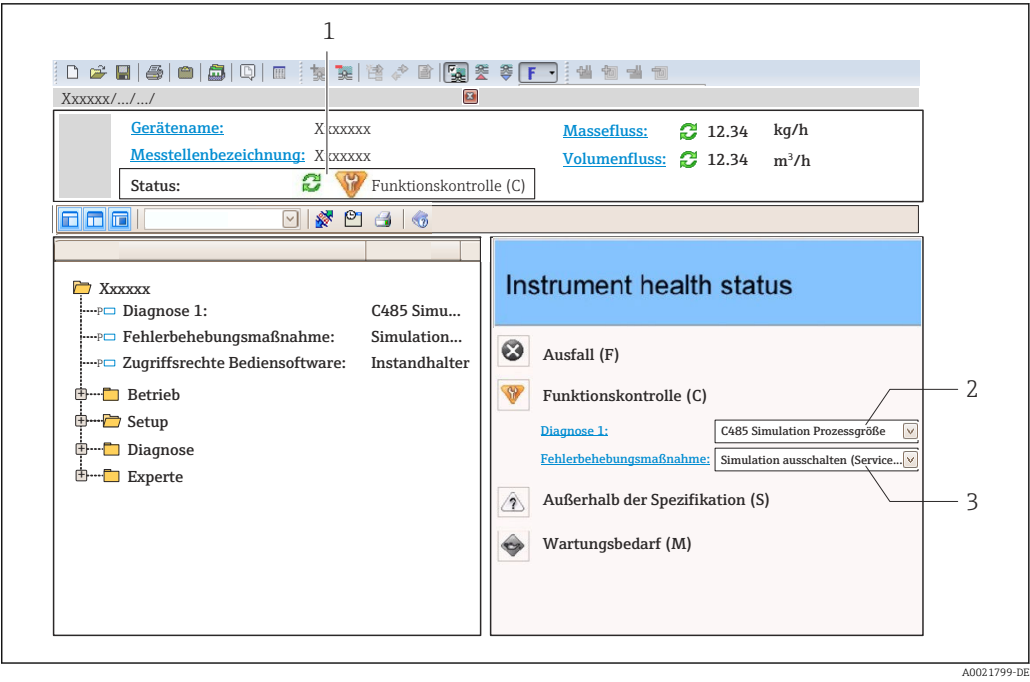 1
F
Xxxxxx/.../.../
Gerätename: Xxxxxxx Massefluss: 12.34 kg/h
Messtellenbezeichnung: Xxxxxxx Volumenfluss: 12.34 m³/h
Status: Funktionskontrolle (C)
Xxxxxx
Diagnose 1: C485 Simu...
Fehlerbehebungsmaßnahme: Simulation...
Zugriffsrechte Bediensoftware: Instandhalter
Betrieb
Setup
Diagnose
Experte
Instrument health status
Ausfall (F)
Funktionskontrolle (C)
2
Diagnose 1: C485 Simulation Prozessgröße
Fehlerbehebungsmaßnahme: Simulation ausschalten (Service...
3
Außerhalb der Spezifikation (S)
Wartungsbedarf (M)
A0021799-DE